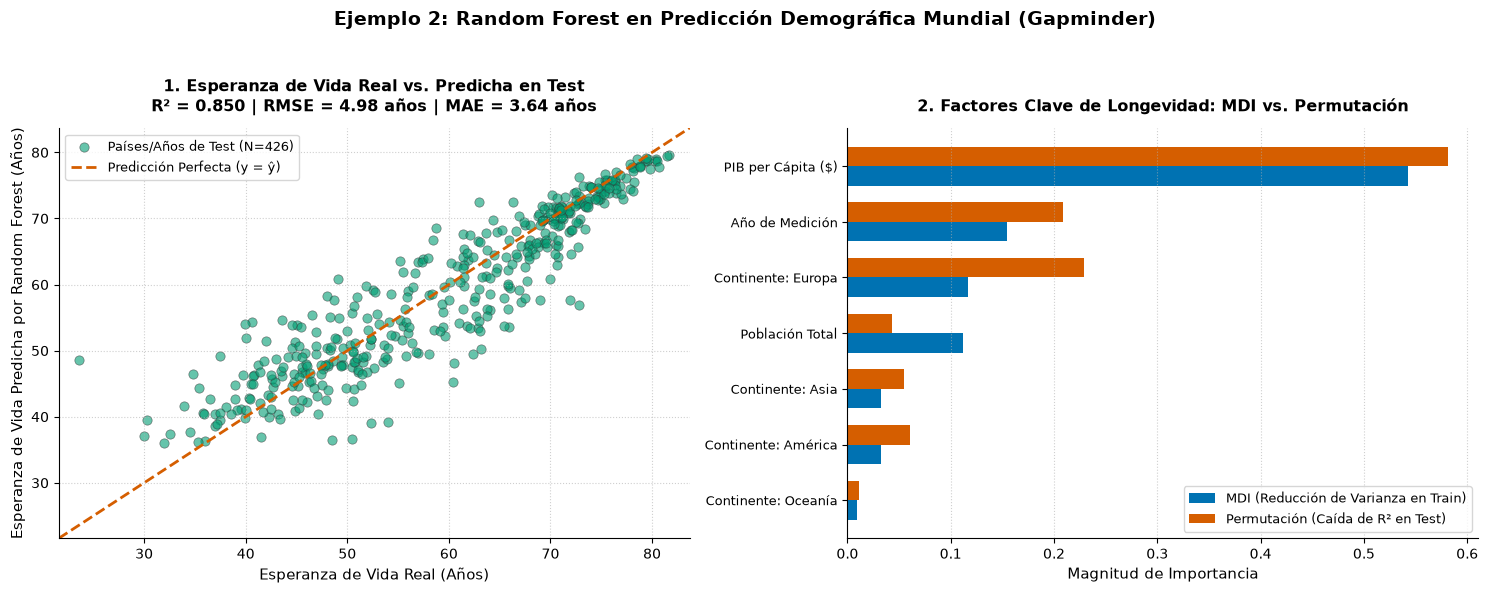 Ejemplo 2: Random Forest en Predicción Demográfica Mundial (Gapminder)
1. Esperanza de Vida Real vs. Predicha en Test
R² = 0.850 | RMSE = 4.98 años | MAE = 3.64 años
Esperanza de Vida Predicha por Random Forest (Años)
80
70
60
50
40
30
Países/Años de Test (N=426)
Predicción Perfecta (y = ŷ)
30 40 50 60 70 80
Esperanza de Vida Real (Años)
2. Factores Clave de Longevidad: MDI vs. Permutación
PIB per Cápita ($)
Año de Medición
Continente: Europa
Población Total
Continente: Asia
Continente: América
Continente: Oceanía
MDI (Reducción de Varianza en Train)
Permutación (Caída de R² en Test)
0.0 0.1 0.2 0.3 0.4 0.5 0.6
Magnitud de Importancia